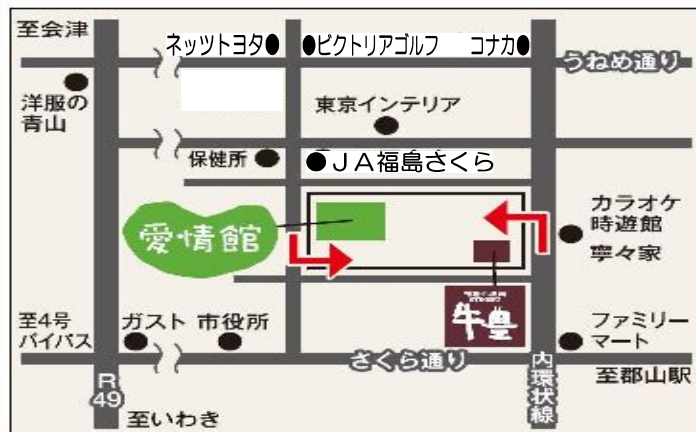 至会津
ネッツトヨタ●
●ビクトリアゴルフ
コナカ●
うねめ通り
洋服の
青山
東京インテリア
保健所
●ＪＡ福島さくら
愛情館
カラオケ
時遊館
寧々家
牛豊
至4号
バイパス
ガスト
市役所
ファミリー
マート
さくら通り
R
49
内環状線
至郡山駅
至いわき